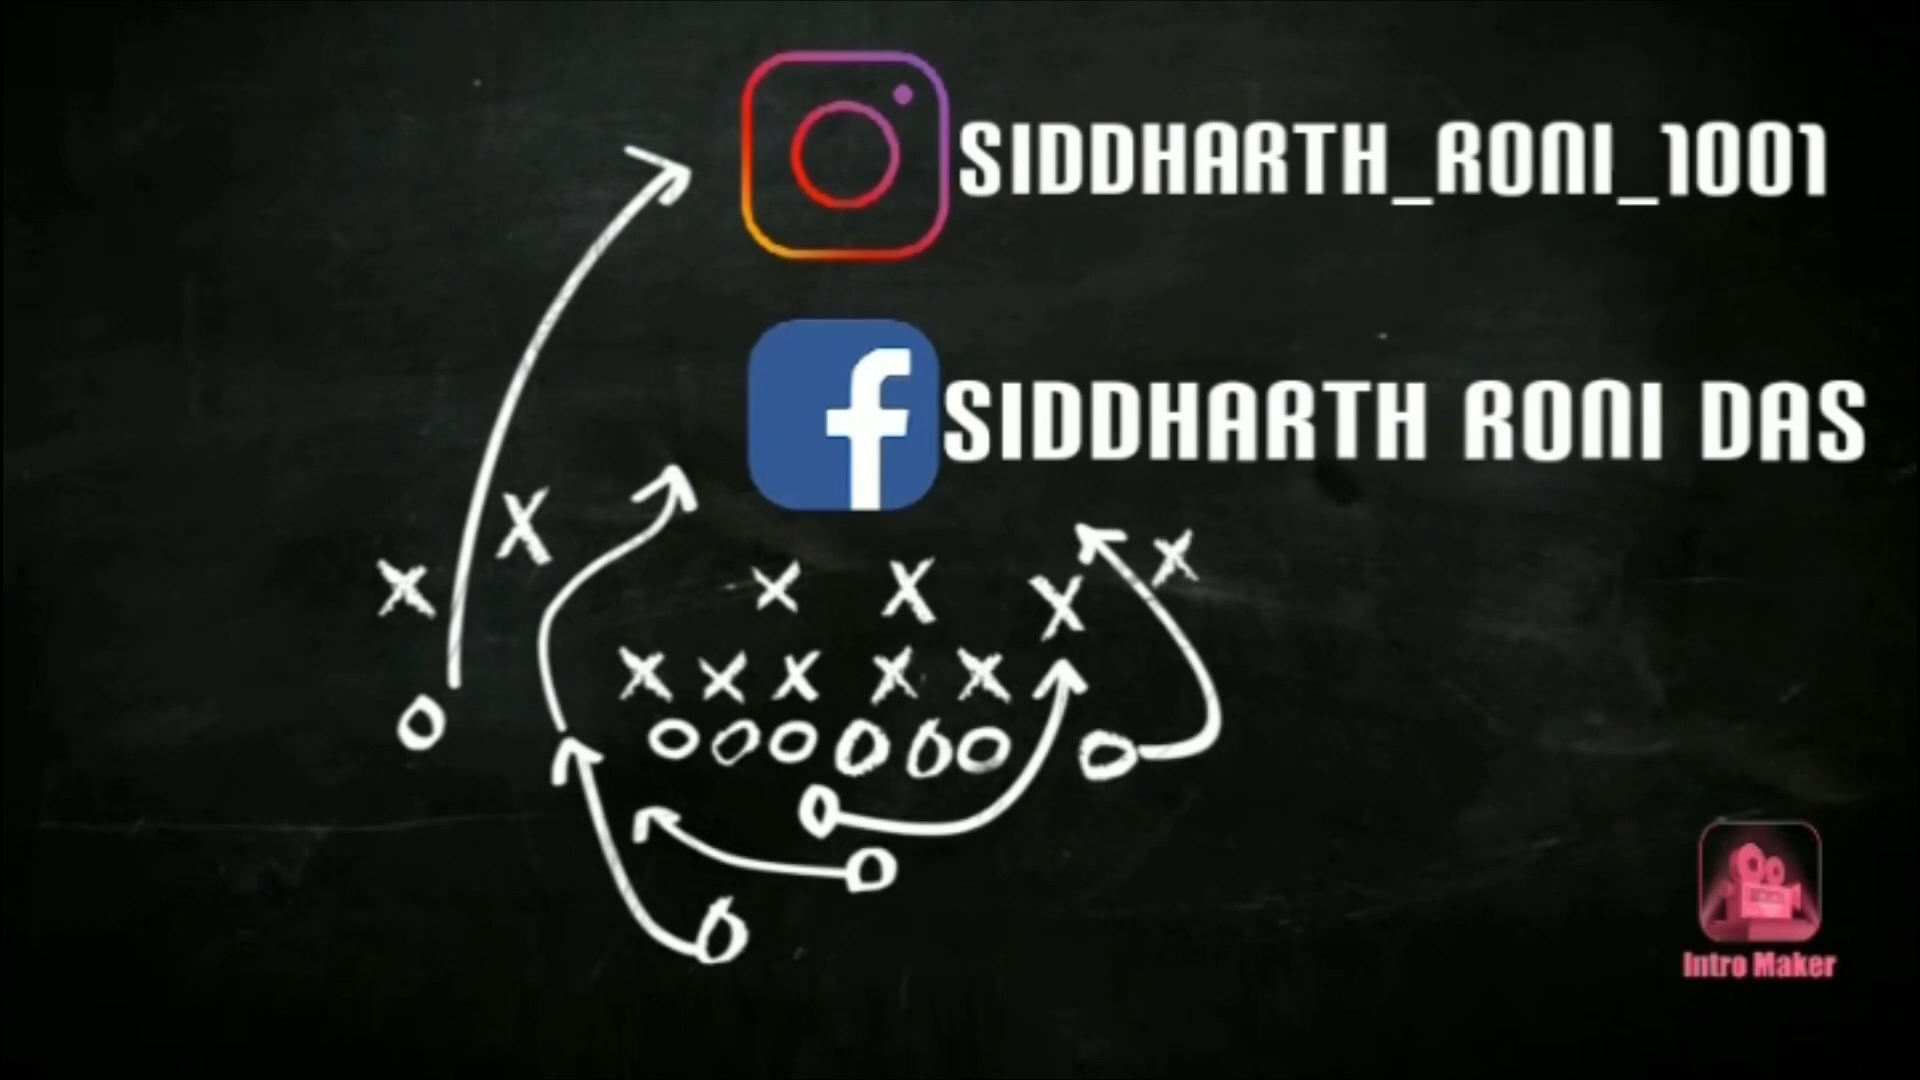 SIDDHARTH_RONI_1001
SIDDHARTH RONI DAS
X X X X X X
X X X X X
O O O O O O O O
O
O
O
Intro Maker